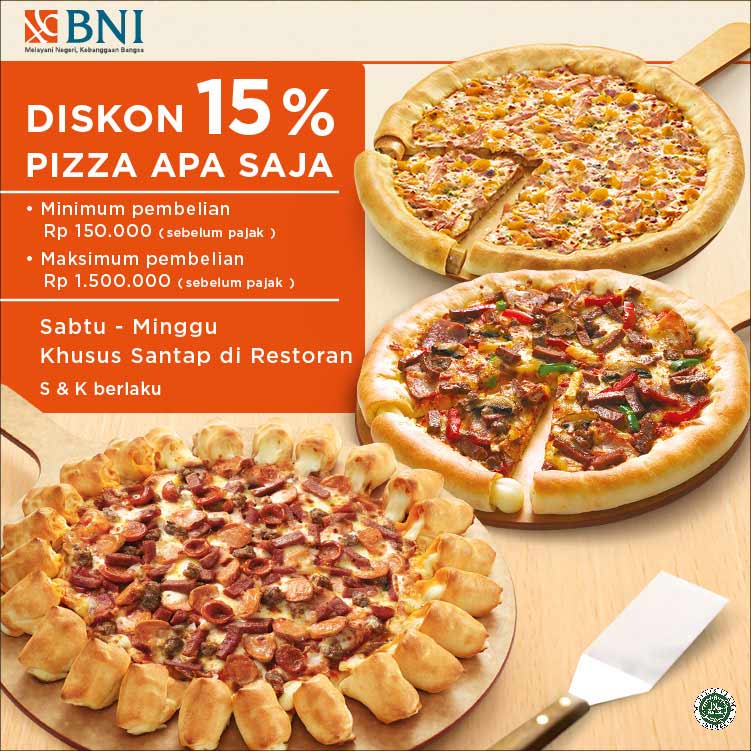 BNI
Melayani Negeri, Kebanggaan Bangsa
DISKON 15%
PIZZA APA SAJA
• Minimum pembelian
Rp 150.000 ( sebelum pajak )
• Maksimum pembelian
Rp 1.500.000 ( sebelum pajak )
Sabtu - Minggu
Khusus Santap di Restoran
S & K berlaku